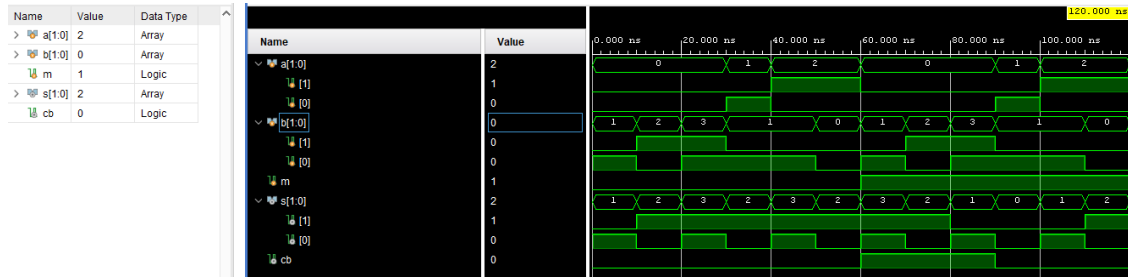 Name Value Data Type
a[1:0] 2 Array
b[1:0] 0 Array
m 1 Logic
s[1:0] 2 Array
cb 0 Logic
120.000 ns
Name Value 0.000 ns 20.000 ns 40.000 ns 60.000 ns 80.000 ns 100.000 ns
a[1:0] 2 0 1 2 0 1 2
[1] 1
[0] 0
b[1:0] 0 1 2 3 1 0 1 2 3 1 0
[1] 0
[0] 0
m 1
s[1:0] 2 1 2 3 2 3 2 3 2 1 0 1 2
[1] 1
[0] 0
cb 0